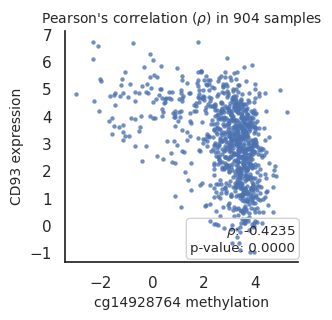 Pearson's correlation (ρ) in 904 samples
7
6
5
4
3
2
1
0
−1
CD93 expression
ρ: -0.4235
p-value: 0.0000
−2 0 2 4
cg14928764 methylation